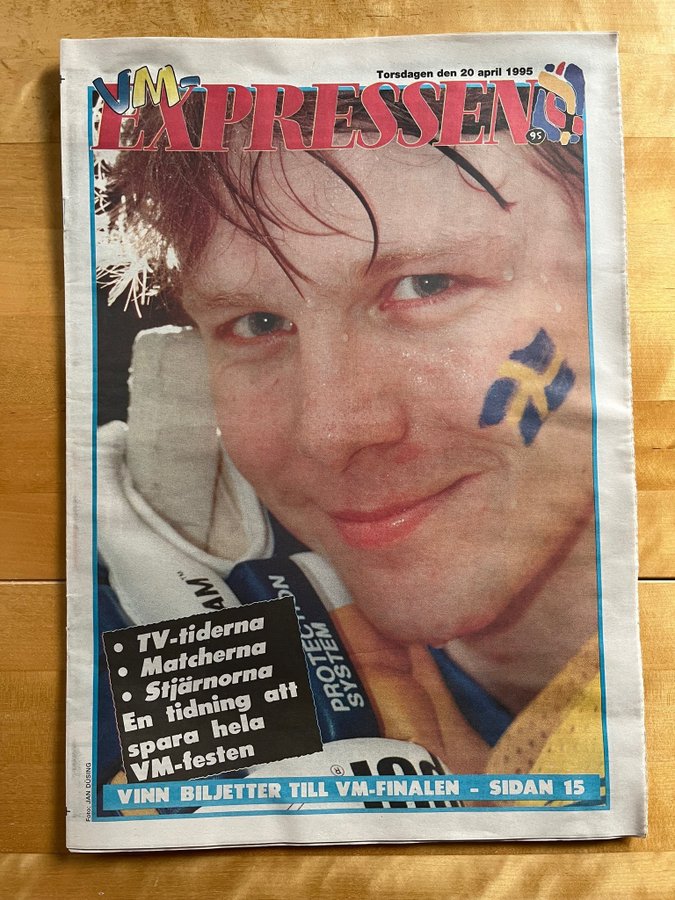 Torsdagen den 20 april 1995
VM-
EXPRESSEN
95
AM™
PROTECTION
SYSTEM
• TV-tiderna
• Matcherna
• Stjärnorna
En tidning att
spara hela
VM-festen
VINN BILJETTER TILL VM-FINALEN - SIDAN 15
Foto: JAN DÜSING